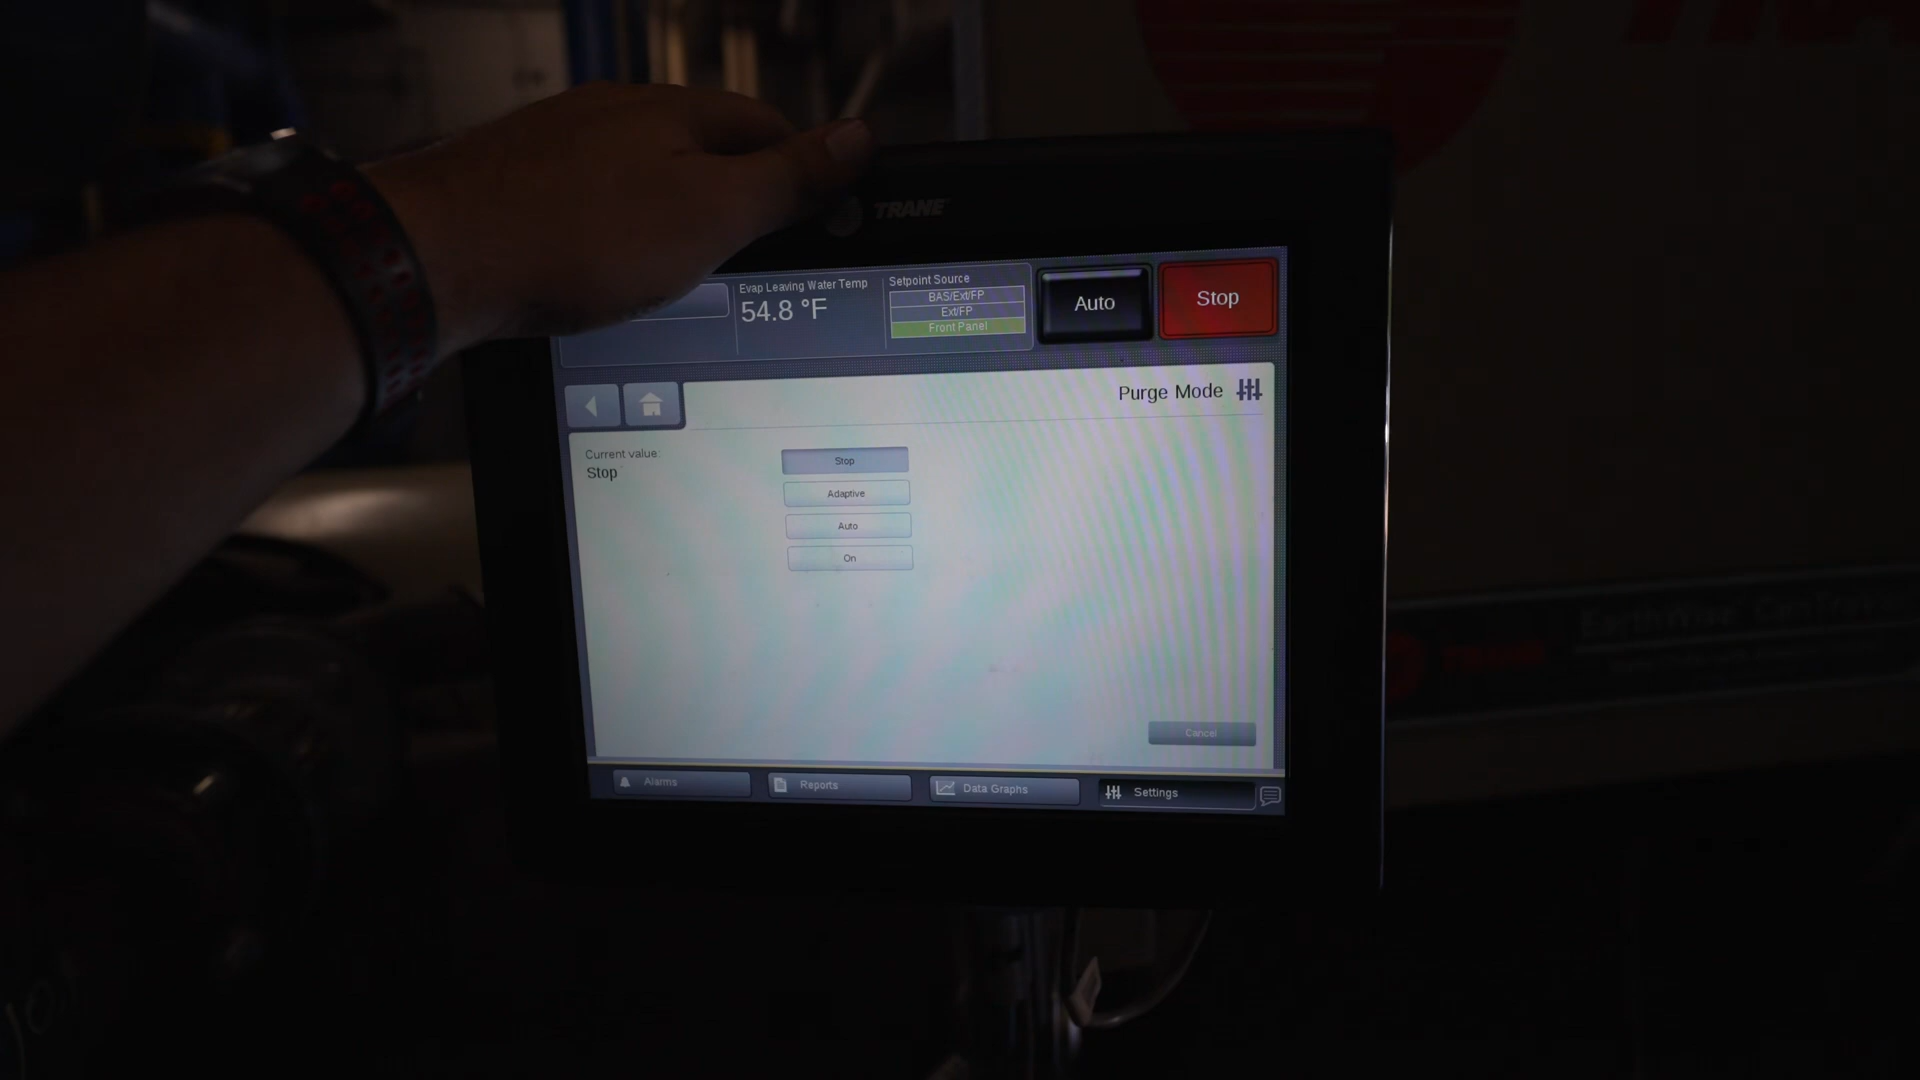 TRANE
Evap Leaving Water Temp
54.8 °F
Setpoint Source
BAS/Ext/FP
Ext/FP
Front Panel
Auto
Stop
Purge Mode
Current value:
Stop
Stop
Adaptive
Auto
On
Cancel
Alarms
Reports
Data Graphs
Settings